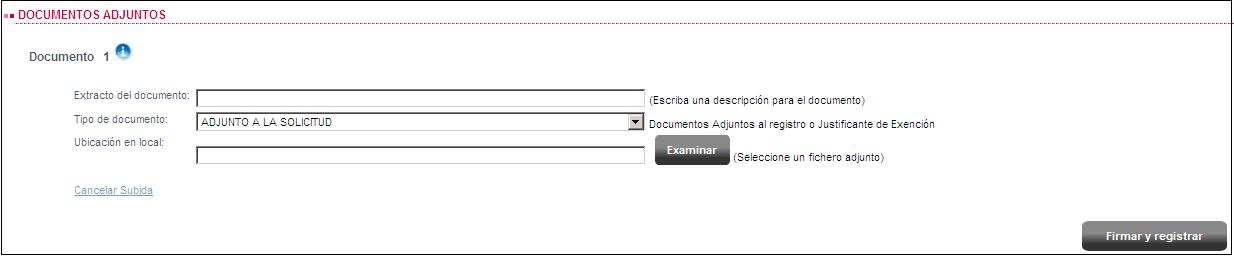 DOCUMENTOS ADJUNTOS
Documento 1
Extracto del documento: (Escriba una descripción para el documento)
Tipo de documento: ADJUNTO A LA SOLICITUD Documentos Adjuntos al registro o Justificante de Exención
Ubicación en local: Examinar (Seleccione un fichero adjunto)
Cancelar Subida
Firmar y registrar